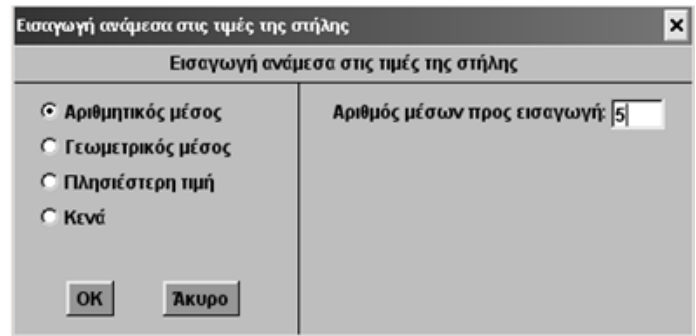 Εισαγωγή ανάμεσα στις τιμές της στήλης
Εισαγωγή ανάμεσα στις τιμές της στήλης
Αριθμητικός μέσος
Γεωμετρικός μέσος
Πλησιέστερη τιμή
Κενά
OK Άκυρο
Αριθμός μέσων προς εισαγωγή: 5